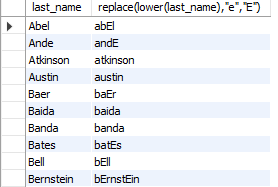 last_name replace(lower(last_name),"e","E")
Abel abEl
Ande andE
Atkinson atkinson
Austin austin
Baer baEr
Baida baida
Banda banda
Bates batEs
Bell bEll
Bernstein bErnstEin